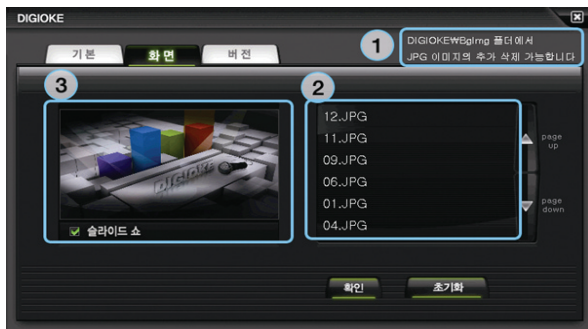 DIGIOKE
기본
화면
버전
1
DIGIOKE₩BgImg 폴더에서
JPG 이미지의 추가 삭제 가능합니다
3
2
DIGIOKE
12.JPG
11.JPG
09.JPG
06.JPG
01.JPG
04.JPG
page
up
page
down
슬라이드 쇼
확인
초기화